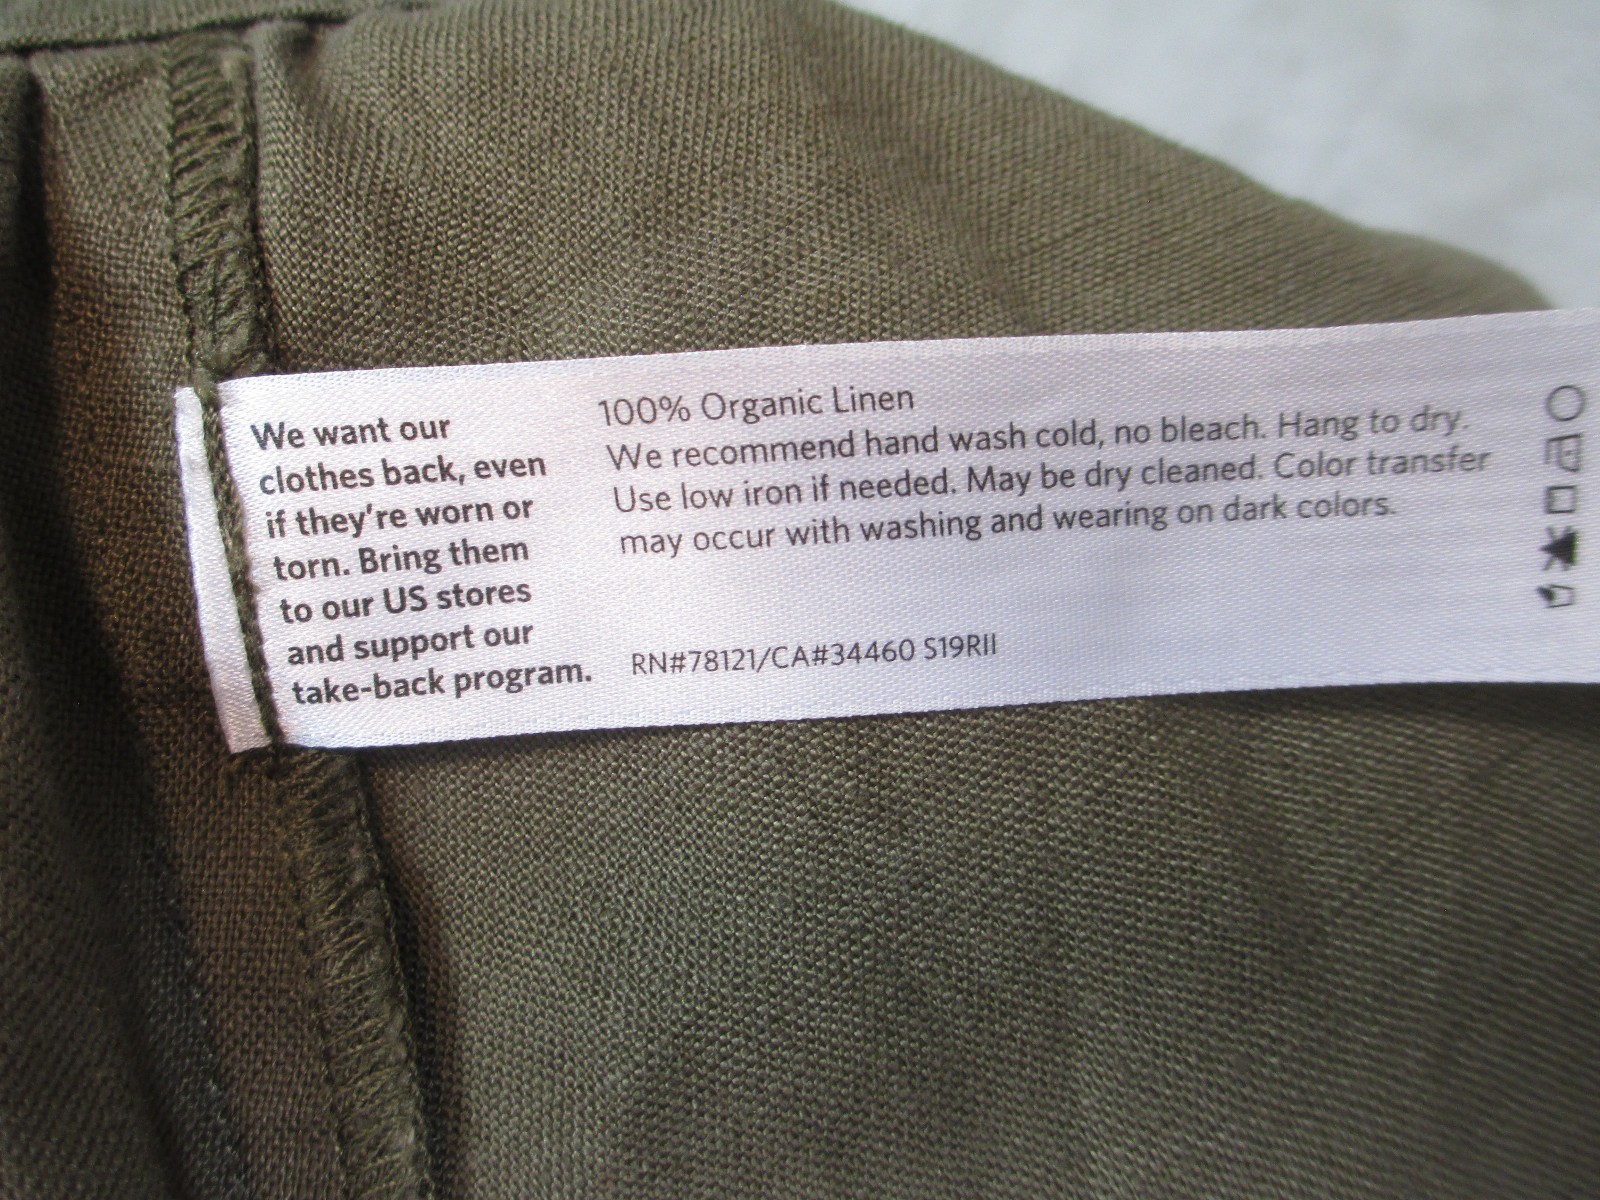 We want our
clothes back, even
if they're worn or
torn. Bring them
to our US stores
and support our
take-back program.
100% Organic Linen
We recommend hand wash cold, no bleach. Hang to dry.
Use low iron if needed. May be dry cleaned. Color transfer
may occur with washing and wearing on dark colors.
RN#78121/CA#34460 S19RII